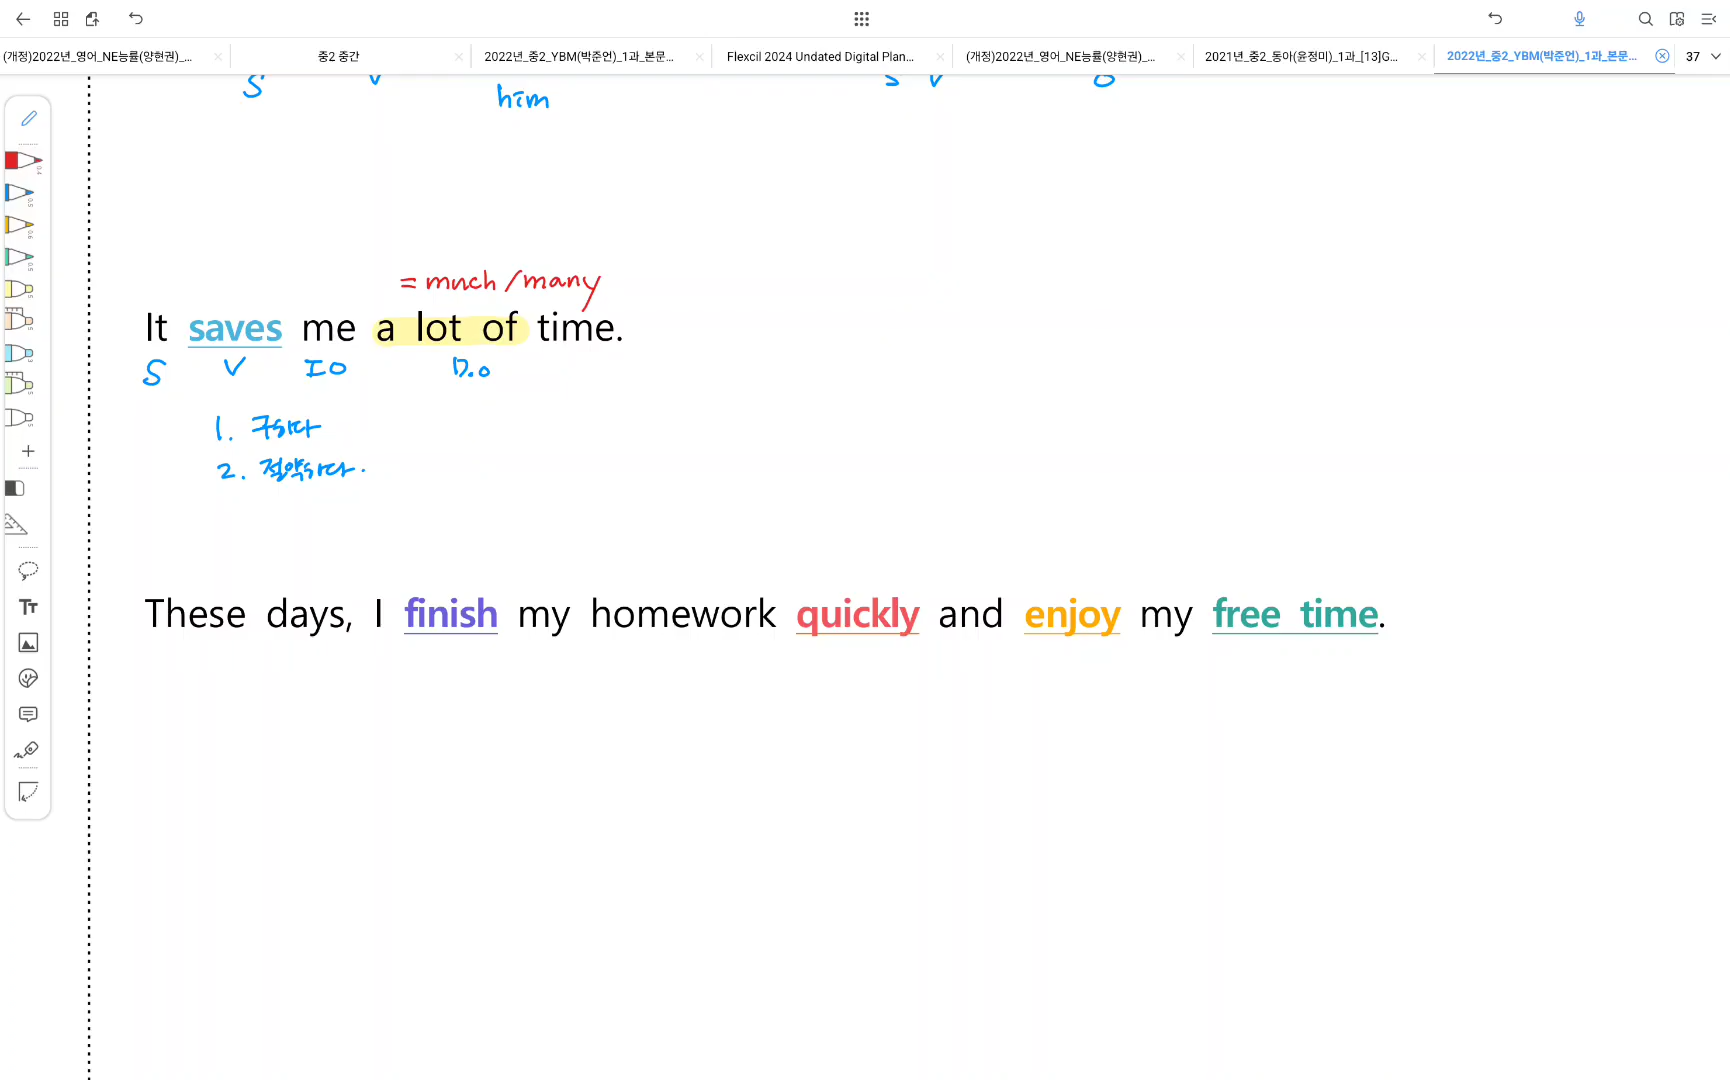 (개정)2022년_영어_NE능률(양현권)_...
중2 중간
2022년_중2_YBM(박준언)_1과_본문...
Flexcil 2024 Undated Digital Plan...
(개정)2022년_영어_NE능률(양현권)_...
2021년_중2_동아(윤정미)_1과_[13]G...
2022년_중2_YBM(박준언)_1과_본문...
37
S V S V O
him
= much / many
It saves me a lot of time.
S V IO D.O
1. 구하다
2. 절약하다.
These days, I finish my homework quickly and enjoy my free time.